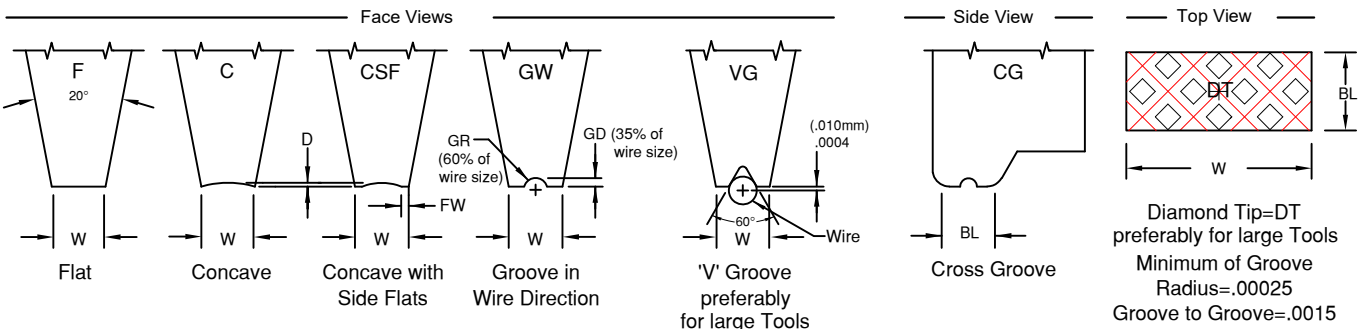 Face Views
Side View
Top View
F
20°
C
CSF
GW
VG
CG
DT
D
GR
(60% of
wire size)
GD (35% of
wire size)
(.010mm)
.0004
BL
FW
60°
Wire
W
W
W
W
W
BL
W
Flat
Concave
Concave with
Side Flats
Groove in
Wire Direction
'V' Groove
preferably
for large Tools
Cross Groove
Diamond Tip=DT
preferably for large Tools
Minimum of Groove
Radius=.00025
Groove to Groove=.0015